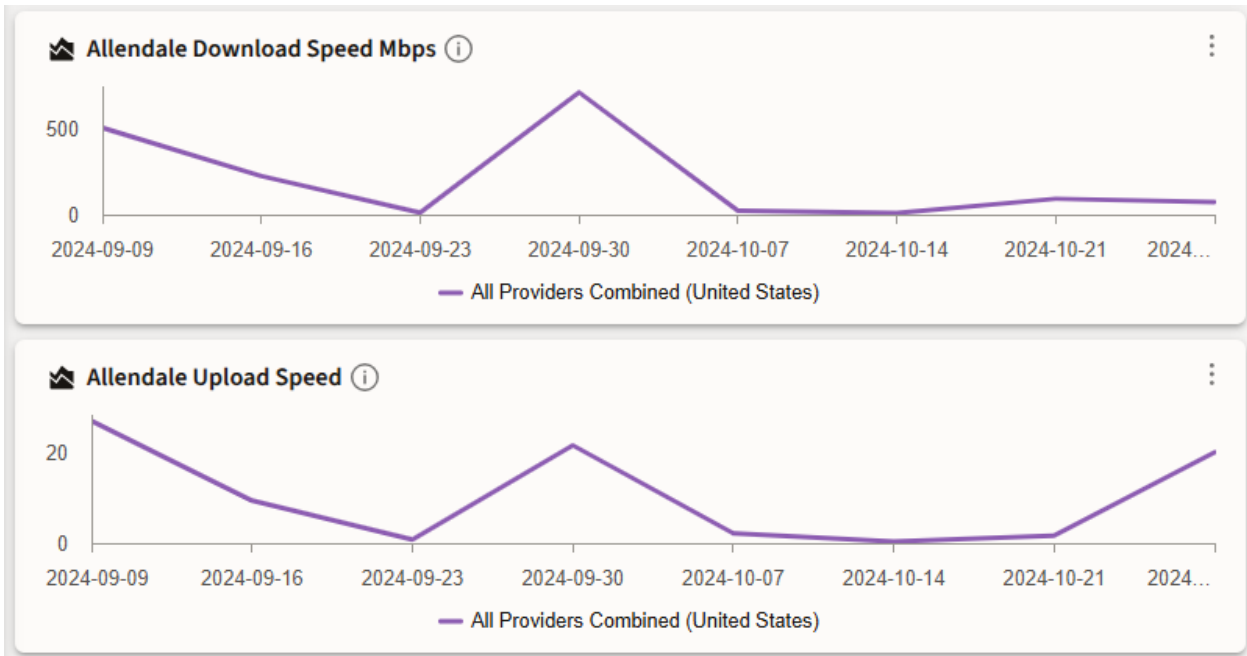 Allendale Download Speed Mbps
500
0
2024-09-09 2024-09-16 2024-09-23 2024-09-30 2024-10-07 2024-10-14 2024-10-21 2024...
All Providers Combined (United States)
Allendale Upload Speed
20
0
2024-09-09 2024-09-16 2024-09-23 2024-09-30 2024-10-07 2024-10-14 2024-10-21 2024...
All Providers Combined (United States)